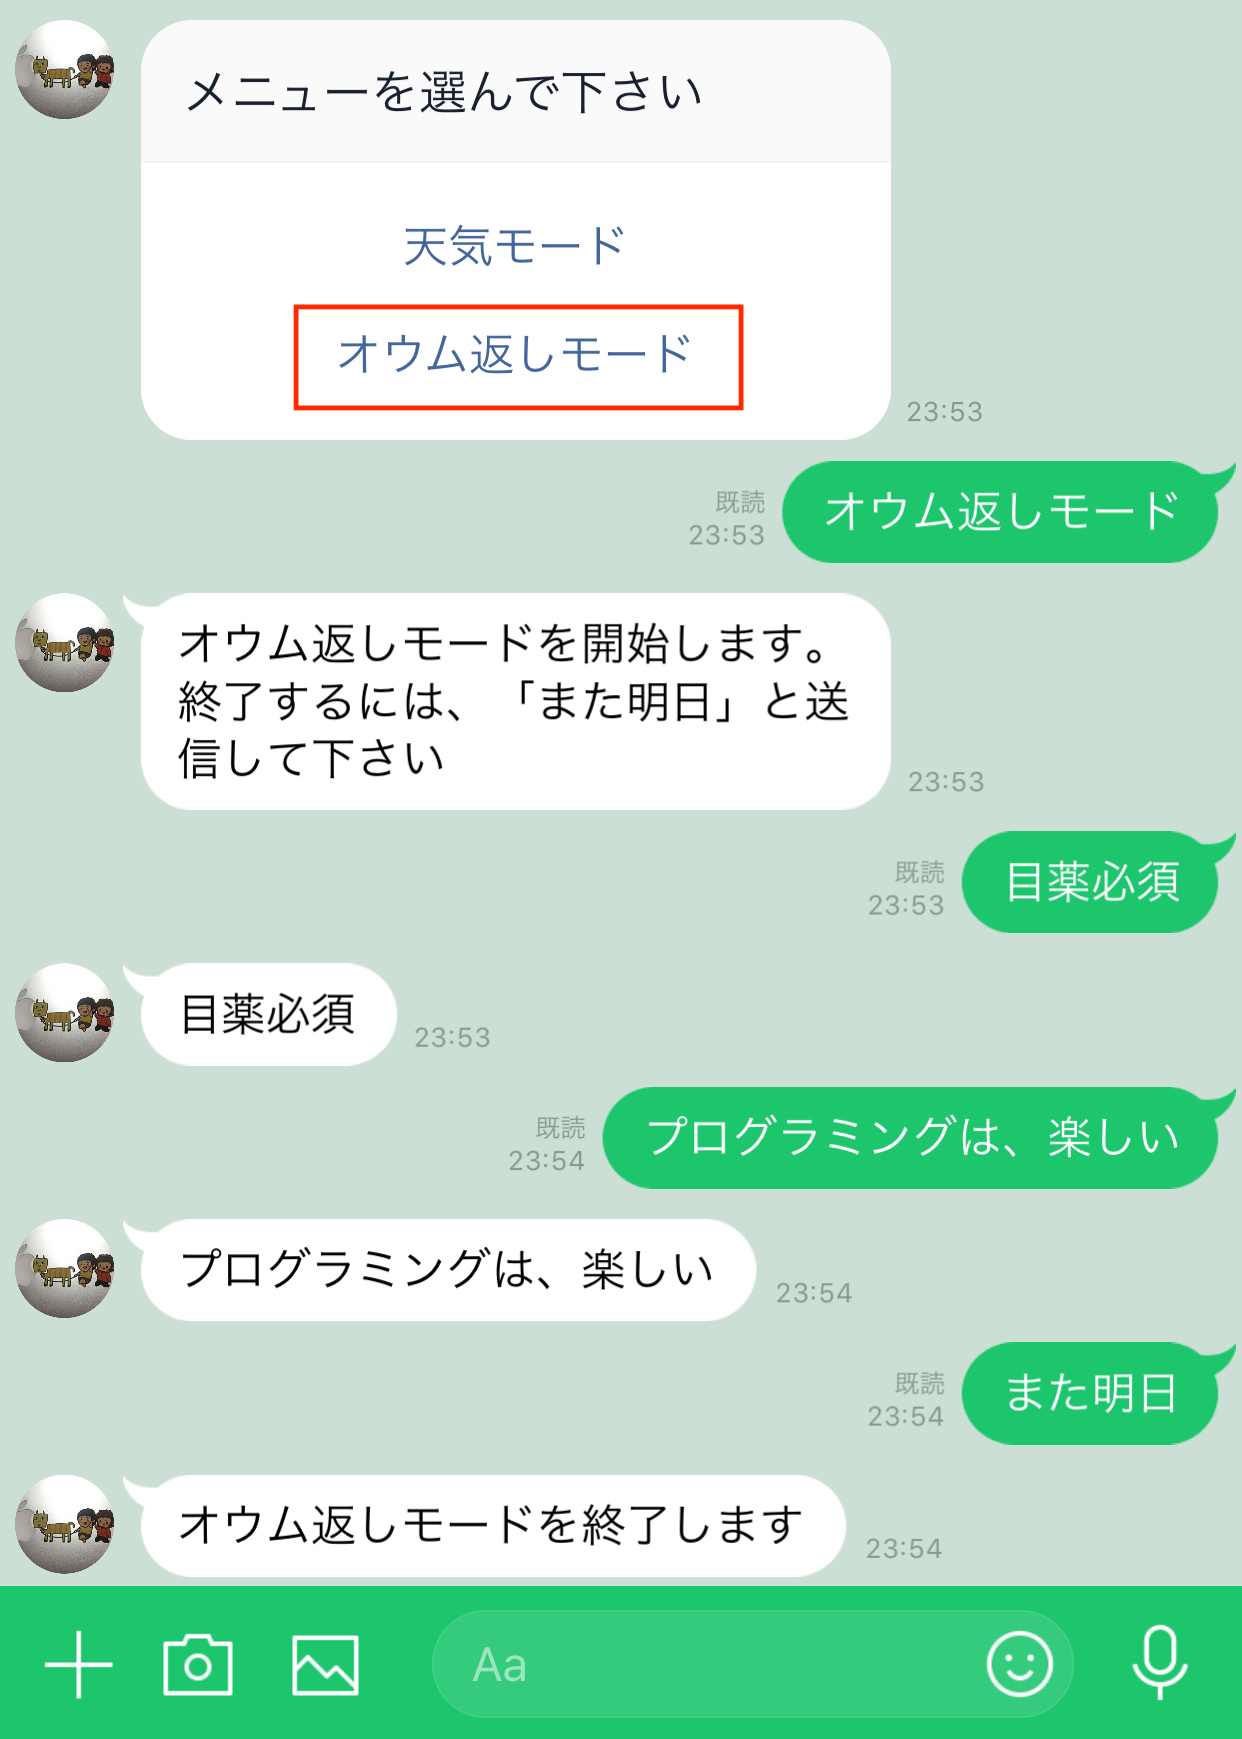 メニューを選んで下さい
天気モード
オウム返しモード
23:53
既読
23:53
オウム返しモード
オウム返しモードを開始します。
終了するには、「また明日」と送
信して下さい
23:53
既読
23:53
目薬必須
目薬必須
23:53
既読
23:54
プログラミングは、楽しい
プログラミングは、楽しい
23:54
既読
23:54
また明日
オウム返しモードを終了します
23:54
Aa